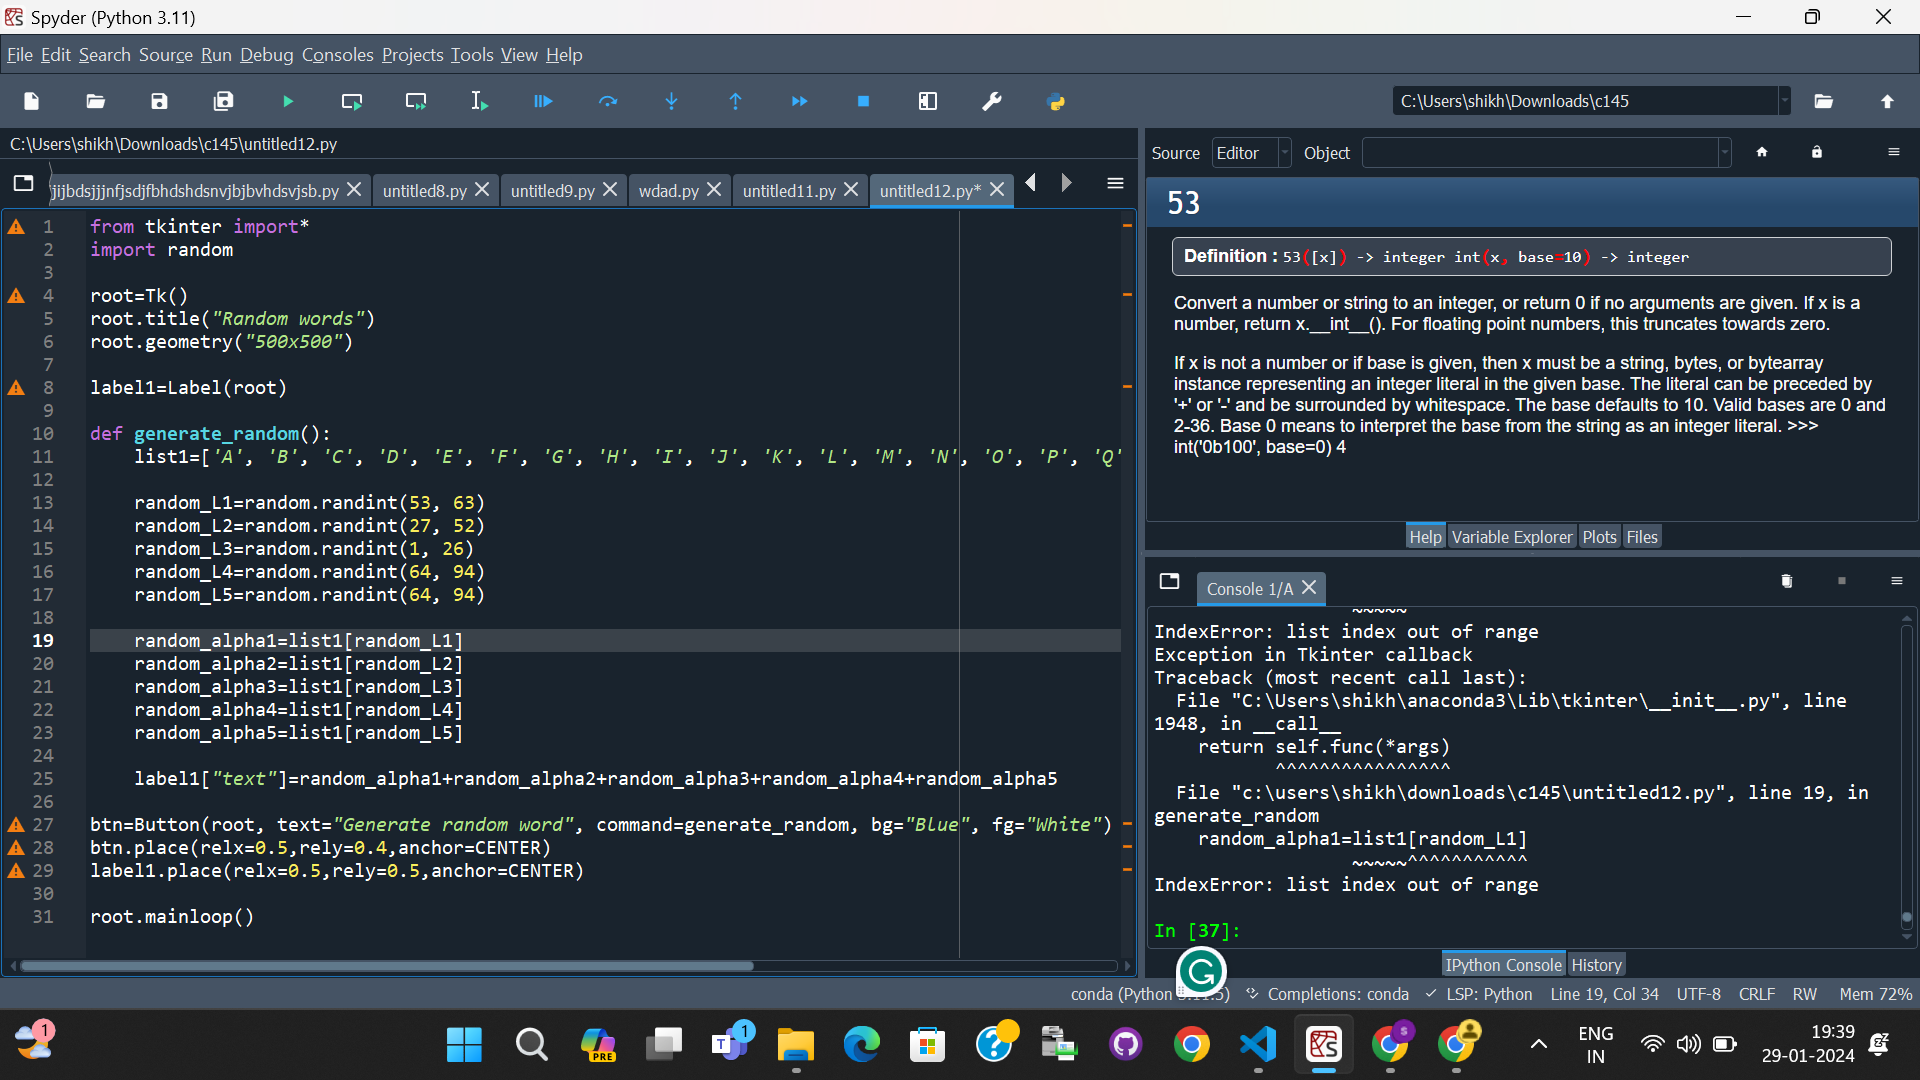 Spyder (Python 3.11)
File Edit Search Source Run Debug Consoles Projects Tools View Help
C:\Users\shikh\Downloads\c145
C:\Users\shikh\Downloads\c145\untitled12.py
jijbdsjjjnfjsdjfbhdshdsnvjbjbvhdsvjsb.py untitled8.py untitled9.py wdad.py untitled11.py untitled12.py*
1 from tkinter import*
2 import random
3
4 root=Tk()
5 root.title("Random words")
6 root.geometry("500x500")
7
8 label1=Label(root)
9
10 def generate_random():
11 list1=['A', 'B', 'C', 'D', 'E', 'F', 'G', 'H', 'I', 'J', 'K', 'L', 'M', 'N', 'O', 'P', 'Q'
12
13 random_L1=random.randint(53, 63)
14 random_L2=random.randint(27, 52)
15 random_L3=random.randint(1, 26)
16 random_L4=random.randint(64, 94)
17 random_L5=random.randint(64, 94)
18
19 random_alpha1=list1[random_L1]
20 random_alpha2=list1[random_L2]
21 random_alpha3=list1[random_L3]
22 random_alpha4=list1[random_L4]
23 random_alpha5=list1[random_L5]
24
25 label1["text"]=random_alpha1+random_alpha2+random_alpha3+random_alpha4+random_alpha5
26
27 btn=Button(root, text="Generate random word", command=generate_random, bg="Blue", fg="White")
28 btn.place(relx=0.5,rely=0.4,anchor=CENTER)
29 label1.place(relx=0.5,rely=0.5,anchor=CENTER)
30
31 root.mainloop()
Source Editor Object
53
Definition : 53([x]) -> integer int(x, base=10) -> integer
Convert a number or string to an integer, or return 0 if no arguments are given. If x is a
number, return x.__int__(). For floating point numbers, this truncates towards zero.
If x is not a number or if base is given, then x must be a string, bytes, or bytearray
instance representing an integer literal in the given base. The literal can be preceded by
'+' or '-' and be surrounded by whitespace. The base defaults to 10. Valid bases are 0 and
2-36. Base 0 means to interpret the base from the string as an integer literal. >>>
int('0b100', base=0) 4
Help Variable Explorer Plots Files
Console 1/A
~~~~~
IndexError: list index out of range
Exception in Tkinter callback
Traceback (most recent call last):
File "C:\Users\shikh\anaconda3\Lib\tkinter\__init__.py", line
1948, in __call__
return self.func(*args)
^^^^^^^^^^^^^^^^
File "c:\users\shikh\downloads\c145\untitled12.py", line 19, in
generate_random
random_alpha1=list1[random_L1]
~~~~~^^^^^^^^^^^
IndexError: list index out of range
In [37]:
IPython Console History
conda (Python Completions: conda LSP: Python Line 19, Col 34 UTF-8 CRLF RW Mem 72%
1 PRE T 1 S
ENG
IN
19:39
29-01-2024